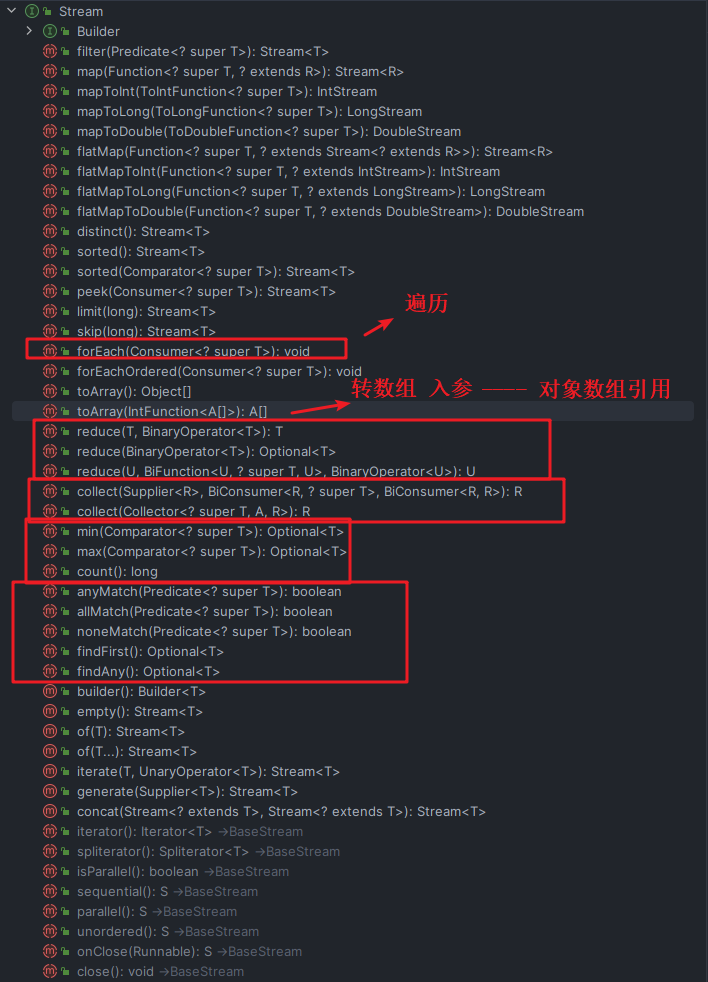 Stream
Builder
filter(Predicate<? super T>): Stream<T>
map(Function<? super T, ? extends R>): Stream<R>
mapToInt(ToIntFunction<? super T>): IntStream
mapToLong(ToLongFunction<? super T>): LongStream
mapToDouble(ToDoubleFunction<? super T>): DoubleStream
flatMap(Function<? super T, ? extends Stream<? extends R>>): Stream<R>
flatMapToInt(Function<? super T, ? extends IntStream>): IntStream
flatMapToLong(Function<? super T, ? extends LongStream>): LongStream
flatMapToDouble(Function<? super T, ? extends DoubleStream>): DoubleStream
distinct(): Stream<T>
sorted(): Stream<T>
sorted(Comparator<? super T>): Stream<T>
peek(Consumer<? super T>): Stream<T>
遍历
limit(long): Stream<T>
skip(long): Stream<T>
forEach(Consumer<? super T>): void
forEachOrdered(Consumer<? super T>): void
toArray(): Object[]
转数组 入参 ——— 对象数组引用
toArray(IntFunction<A[]>): A[]
reduce(T, BinaryOperator<T>): T
reduce(BinaryOperator<T>): Optional<T>
reduce(U, BiFunction<U, ? super T, U>, BinaryOperator<U>): U
collect(Supplier<R>, BiConsumer<R, ? super T>, BiConsumer<R, R>): R
collect(Collector<? super T, A, R>): R
min(Comparator<? super T>): Optional<T>
max(Comparator<? super T>): Optional<T>
count(): long
anyMatch(Predicate<? super T>): boolean
allMatch(Predicate<? super T>): boolean
noneMatch(Predicate<? super T>): boolean
findFirst(): Optional<T>
findAny(): Optional<T>
builder(): Builder<T>
empty(): Stream<T>
of(T): Stream<T>
of(T...): Stream<T>
iterate(T, UnaryOperator<T>): Stream<T>
generate(Supplier<T>): Stream<T>
concat(Stream<? extends T>, Stream<? extends T>): Stream<T>
iterator(): Iterator<T> →BaseStream
spliterator(): Spliterator<T> →BaseStream
isParallel(): boolean →BaseStream
sequential(): S →BaseStream
parallel(): S →BaseStream
unordered(): S →BaseStream
onClose(Runnable): S →BaseStream
close(): void →BaseStream